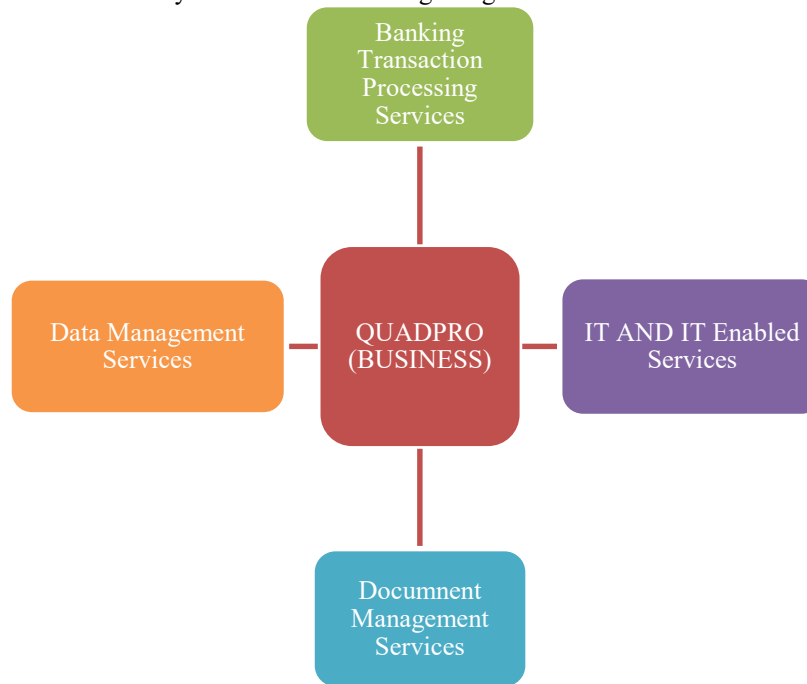 Banking
Transaction
Processing
Services
Data Management
Services
QUADPRO
(BUSINESS)
IT AND IT Enabled
Services
Documnent
Management
Services